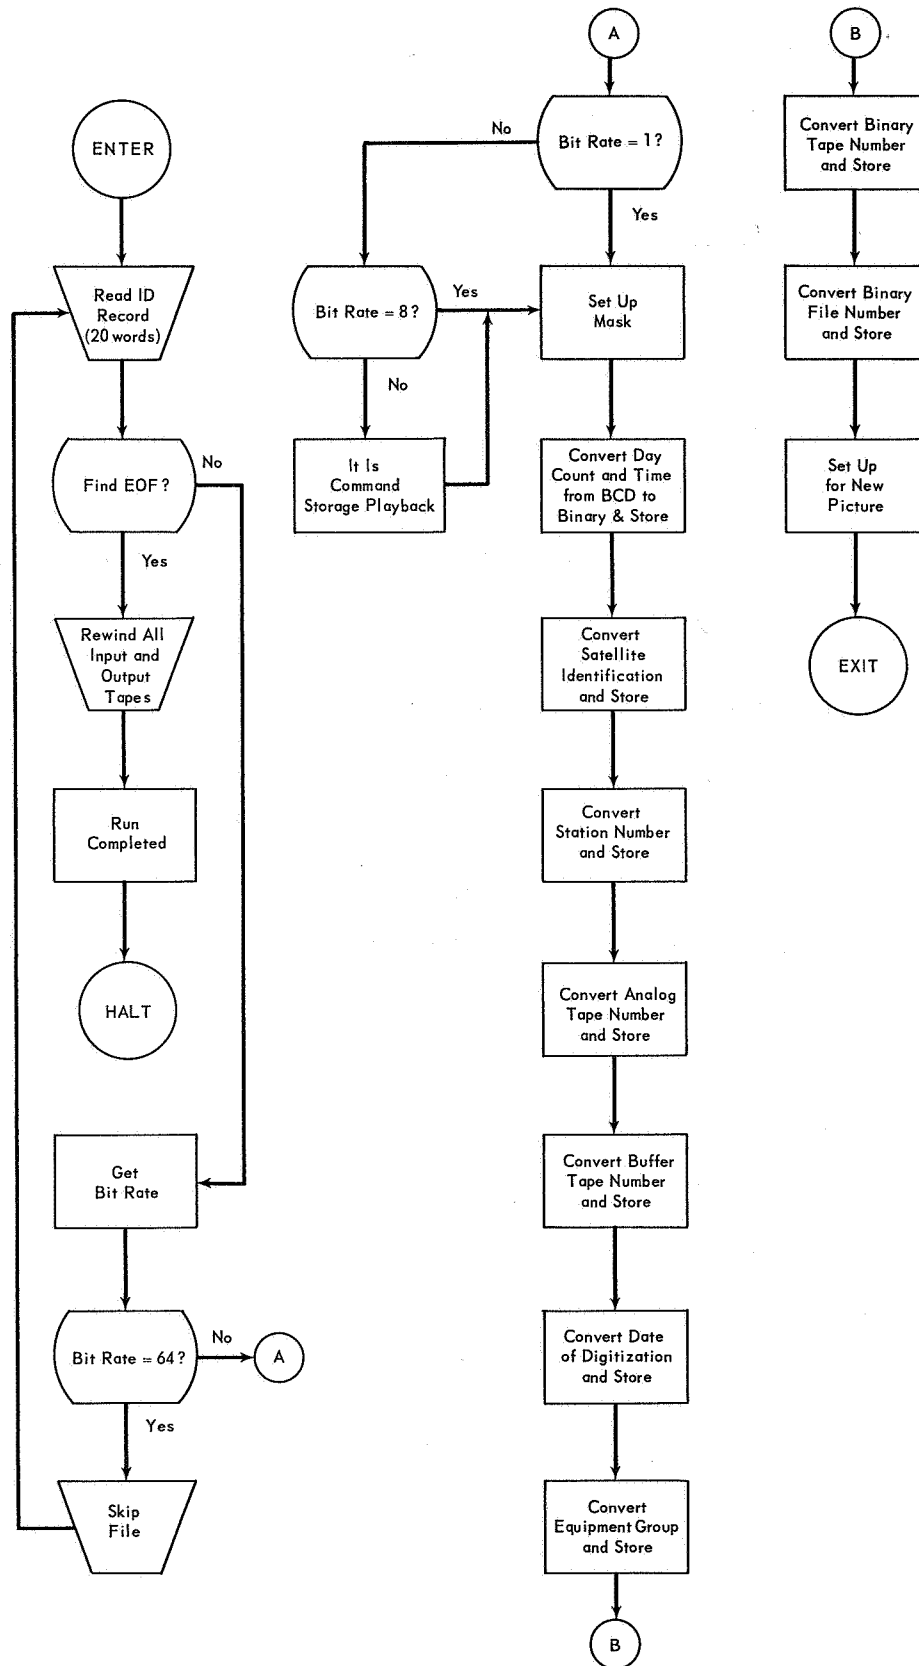 ENTER
Read ID
Record
(20 words)
Find EOF?
No
Yes
Rewind All
Input and
Output
Tapes
Run
Completed
HALT
Get
Bit Rate
Bit Rate = 64?
No
A
Yes
Skip
File
A
Bit Rate = 1?
No
Yes
Bit Rate = 8?
Yes
No
It Is
Command
Storage Playback
Set Up
Mask
Convert Day
Count and Time
from BCD to
Binary & Store
Convert
Satellite
Identification
and Store
Convert
Station Number
and Store
Convert Analog
Tape Number
and Store
Convert Buffer
Tape Number
and Store
Convert Date
of Digitization
and Store
Convert
Equipment Group
and Store
B
B
Convert Binary
Tape Number
and Store
Convert Binary
File Number
and Store
Set Up
for New
Picture
EXIT